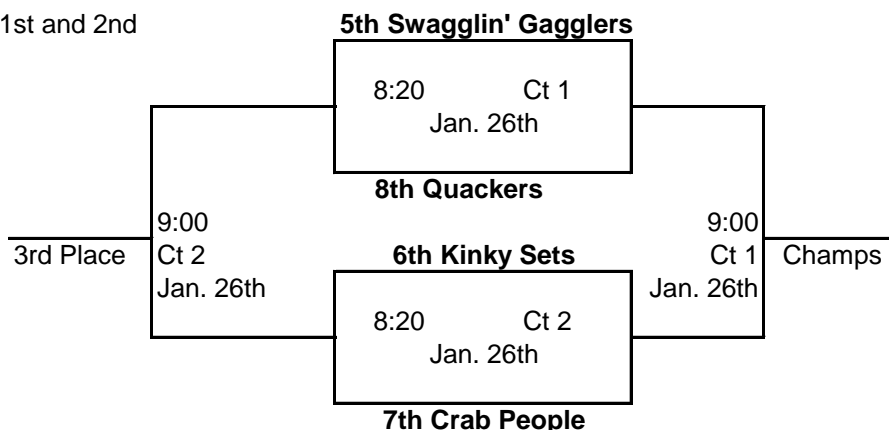 1st and 2nd
5th Swagglin' Gagglers
8:20 Ct 1
Jan. 26th
8th Quackers
9:00
Ct 2
Jan. 26th
3rd Place
6th Kinky Sets
9:00
Ct 1
Jan. 26th
Champs
8:20 Ct 2
Jan. 26th
7th Crab People